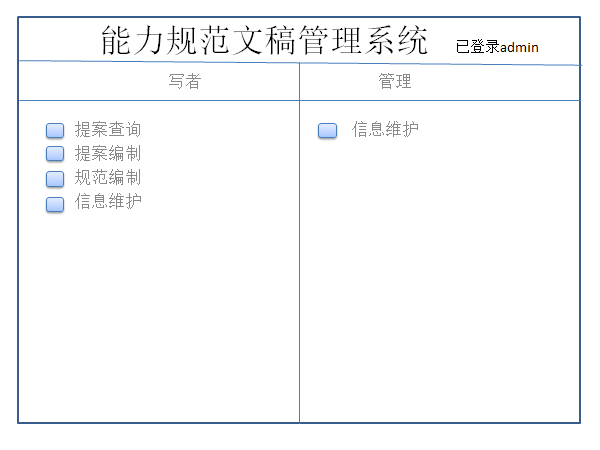 能力规范文稿管理系统 已登录admin
写者 管理
提案查询 信息维护
提案编制
规范编制
信息维护